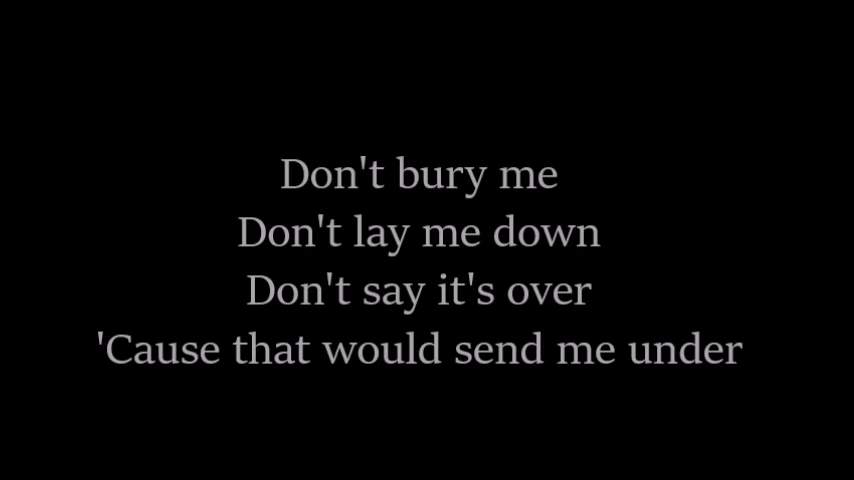 Don't bury me
Don't lay me down
Don't say it's over
'Cause that would send me under